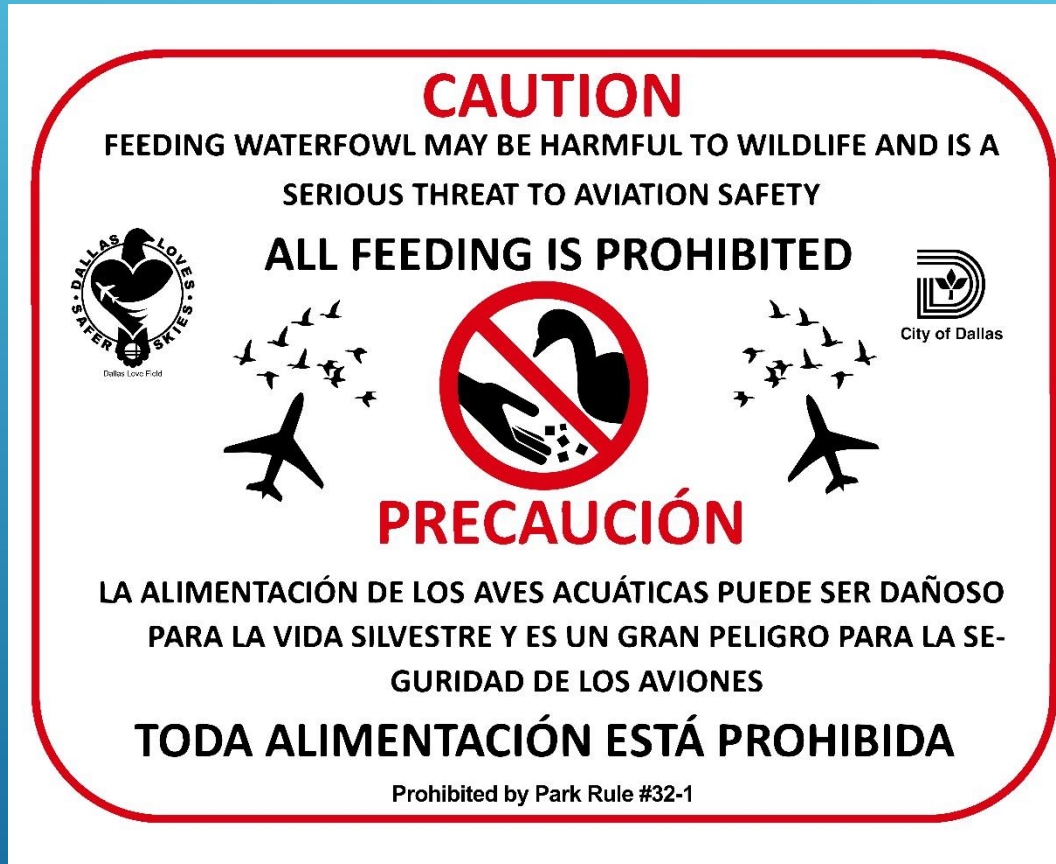 CAUTION
FEEDING WATERFOWL MAY BE HARMFUL TO WILDLIFE AND IS A
SERIOUS THREAT TO AVIATION SAFETY
ALL FEEDING IS PROHIBITED
DALLAS • LOVES • SAFER • SKIES •
Dallas Love Field
City of Dallas
PRECAUCIÓN
LA ALIMENTACIÓN DE LOS AVES ACUÁTICAS PUEDE SER DAÑOSO
PARA LA VIDA SILVESTRE Y ES UN GRAN PELIGRO PARA LA SE-
GURIDAD DE LOS AVIONES
TODA ALIMENTACIÓN ESTÁ PROHIBIDA
Prohibited by Park Rule #32-1